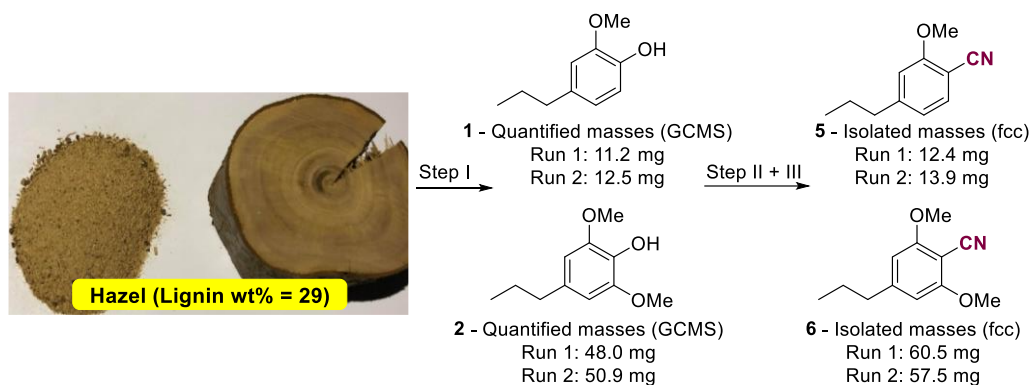 Hazel (Lignin wt% = 29)
Step I
OMe
OH
1 - Quantified masses (GCMS)
Run 1: 11.2 mg
Run 2: 12.5 mg
OMe
OH
OMe
2 - Quantified masses (GCMS)
Run 1: 48.0 mg
Run 2: 50.9 mg
Step II + III
OMe
CN
5 - Isolated masses (fcc)
Run 1: 12.4 mg
Run 2: 13.9 mg
OMe
CN
OMe
6 - Isolated masses (fcc)
Run 1: 60.5 mg
Run 2: 57.5 mg